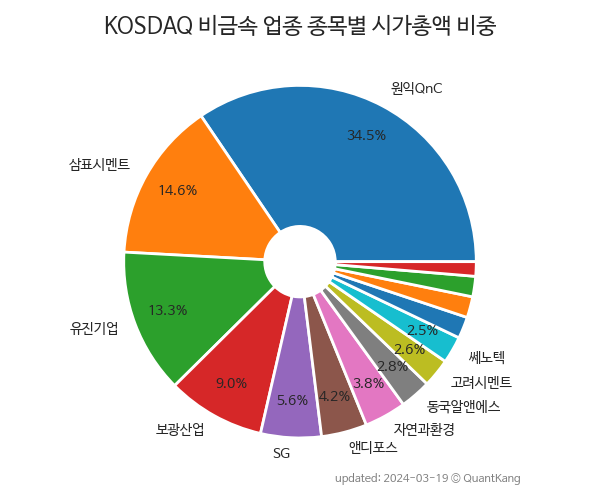 KOSDAQ 비금속 업종 종목별 시가총액 비중
원익QnC
34.5%
삼표시멘트
14.6%
유진기업
13.3%
보광산업
9.0%
SG
5.6%
앤디포스
4.2%
자연과환경
3.8%
동국알앤에스
2.8%
고려시멘트
2.6%
쎄노텍
2.5%
updated: 2024-03-19 © QuantKang